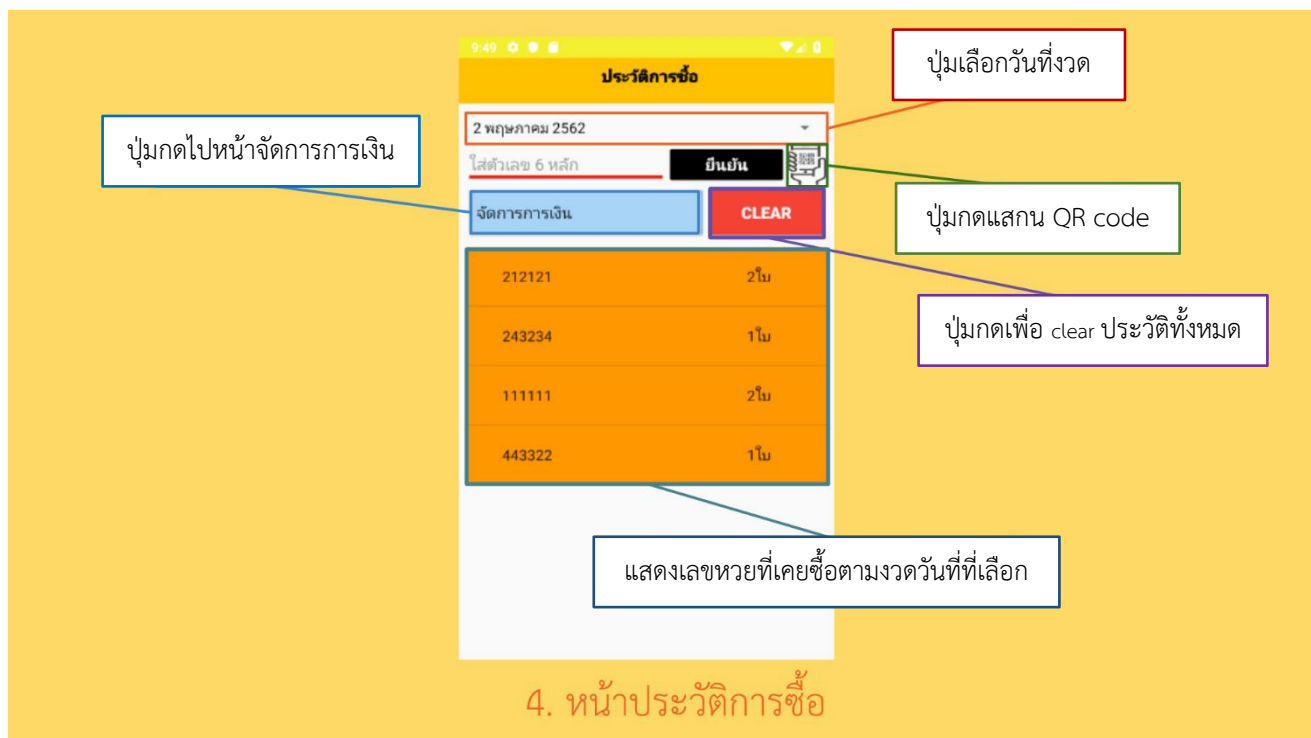 9:49
ประวัติการซื้อ
ปุ่มเลือกวันที่งวด
2 พฤษภาคม 2562
ปุ่มกดไปหน้าจัดการการเงิน
ใส่ตัวเลข 6 หลัก
ยืนยัน
จัดการการเงิน
CLEAR
ปุ่มกดแสกน QR code
212121 2ใบ
ปุ่มกดเพื่อ clear ประวัติทั้งหมด
243234 1ใบ
111111 2ใบ
443322 1ใบ
แสดงเลขหวยที่เคยซื้อตามงวดวันที่ที่เลือก
4. หน้าประวัติการซื้อ